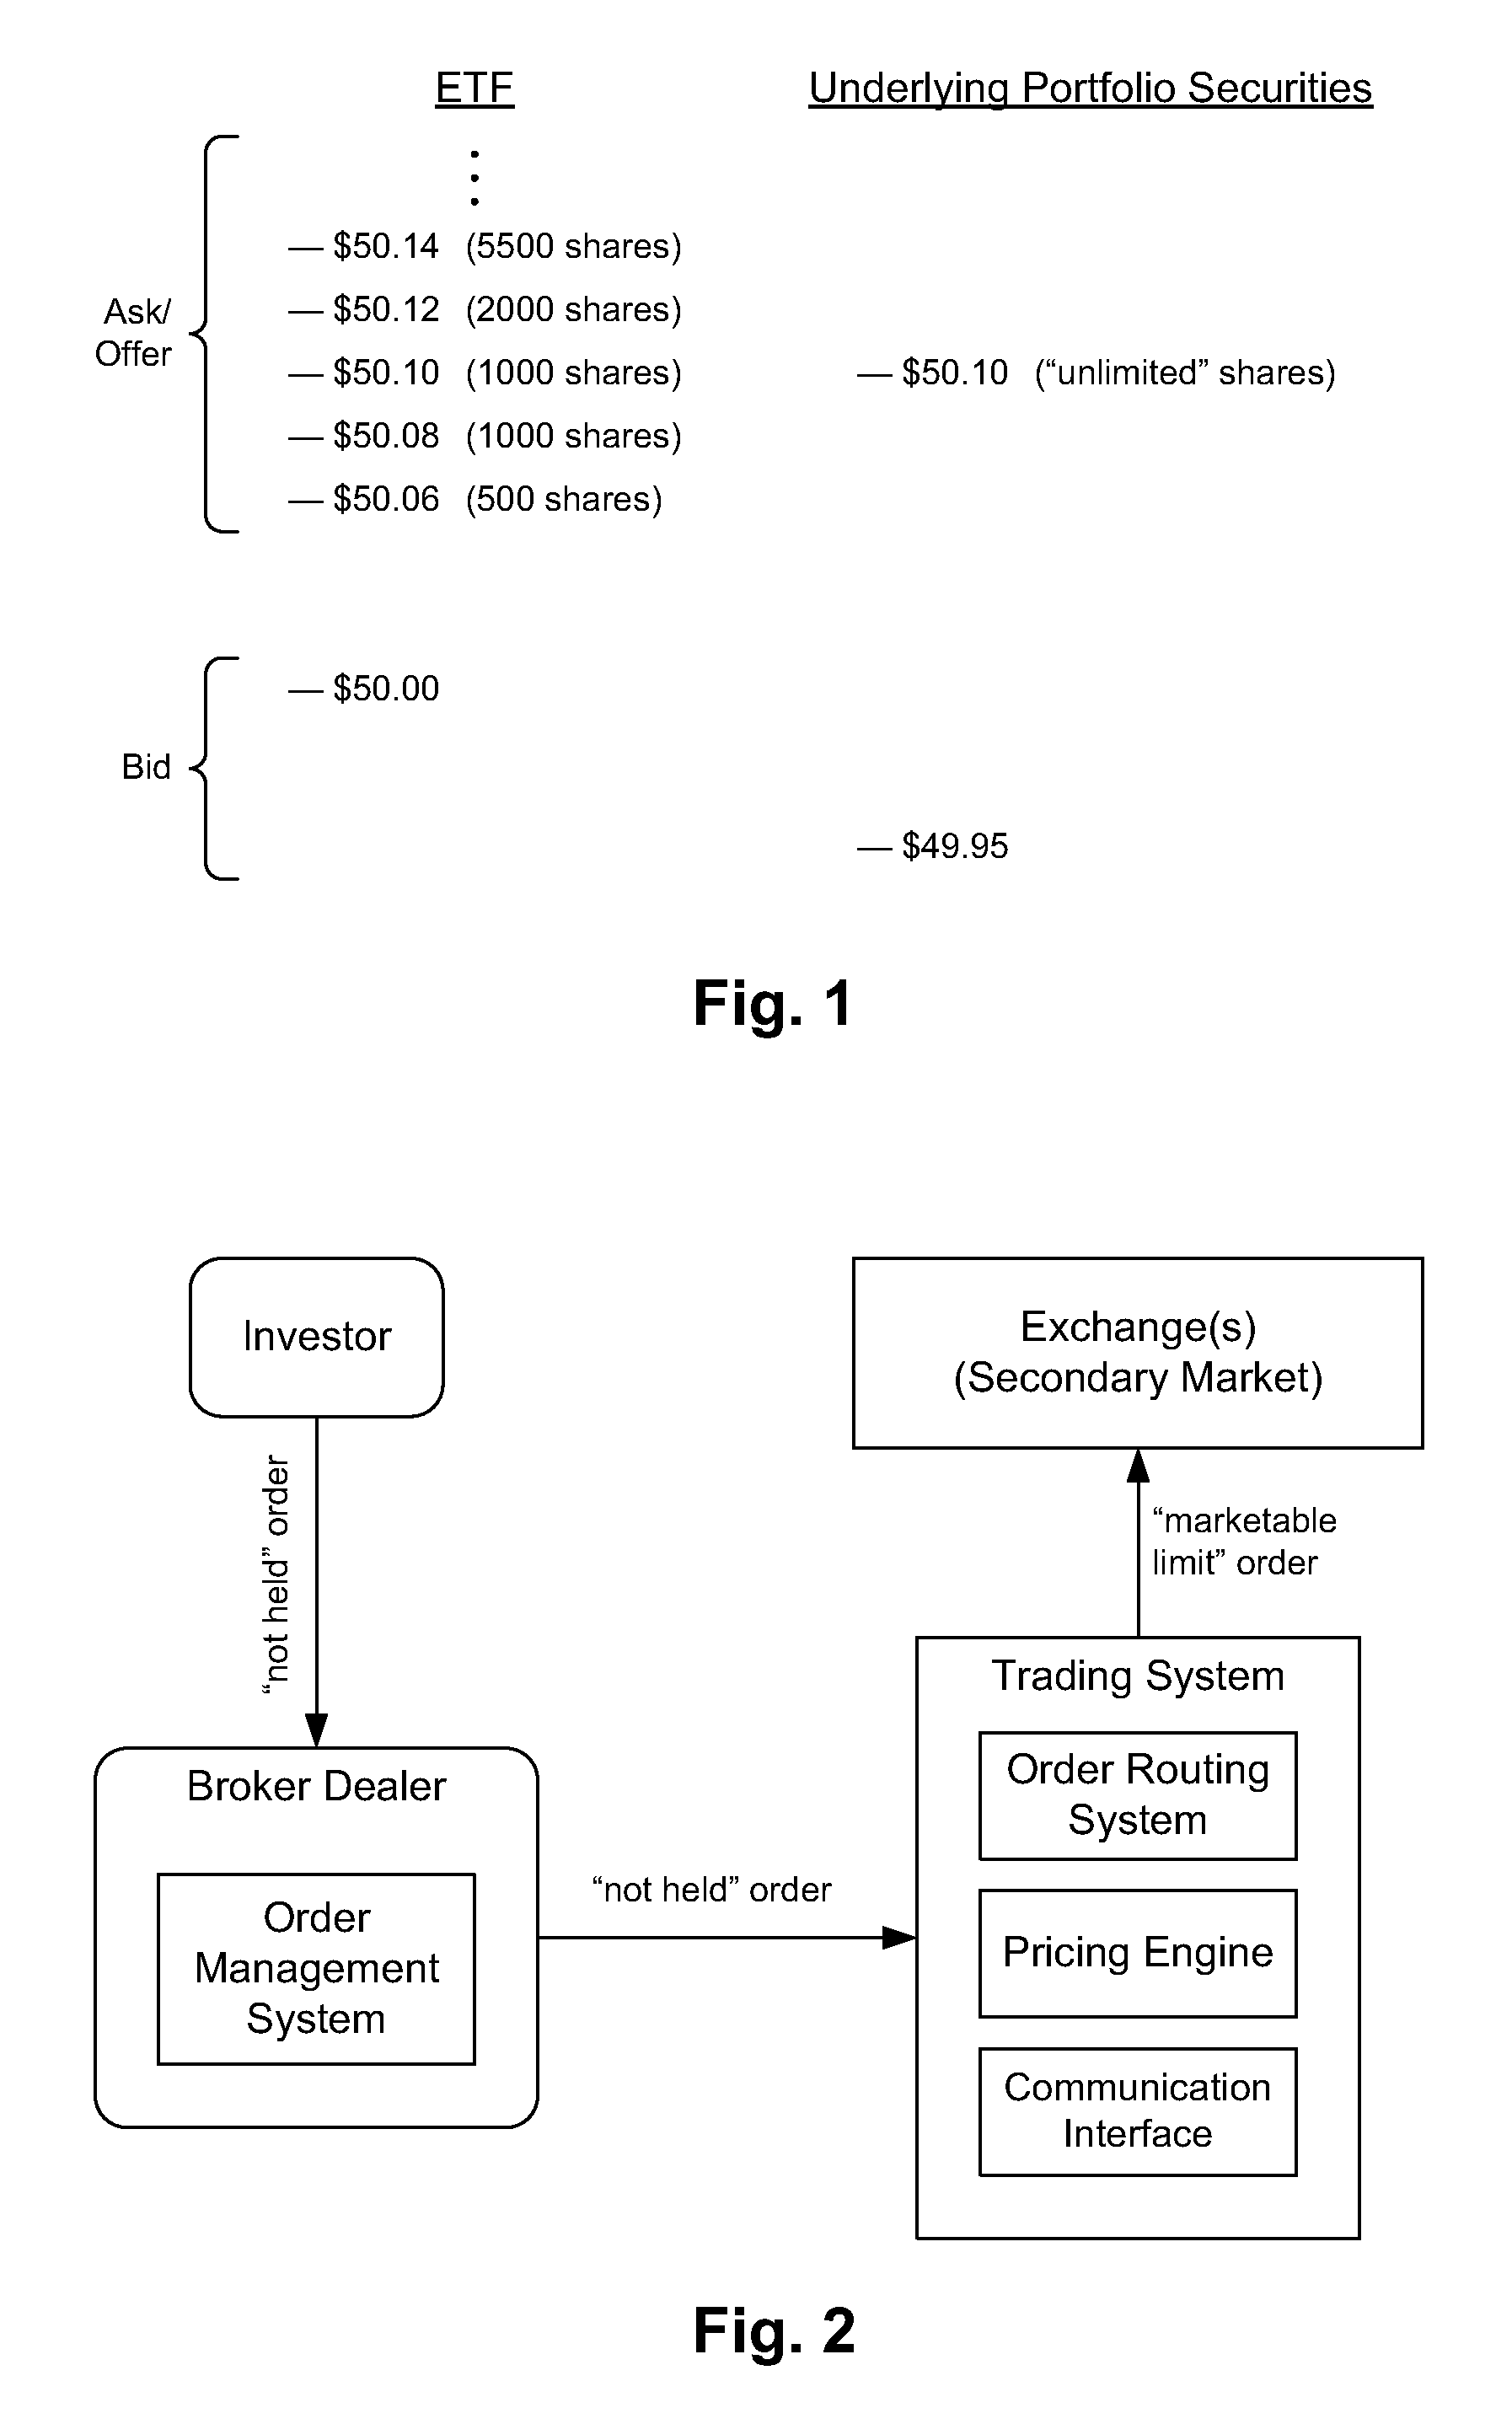 ETF
Underlying Portfolio Securities
Ask/
Offer
— $50.14 (5500 shares)
— $50.12 (2000 shares)
— $50.10 (1000 shares)
— $50.10 (“unlimited” shares)
— $50.08 (1000 shares)
— $50.06 (500 shares)
Bid
— $50.00
— $49.95
Fig. 1
Investor
“not held” order
Broker Dealer
Order
Management
System
“not held” order
Exchange(s)
(Secondary Market)
“marketable
limit” order
Trading System
Order Routing
System
Pricing Engine
Communication
Interface
Fig. 2